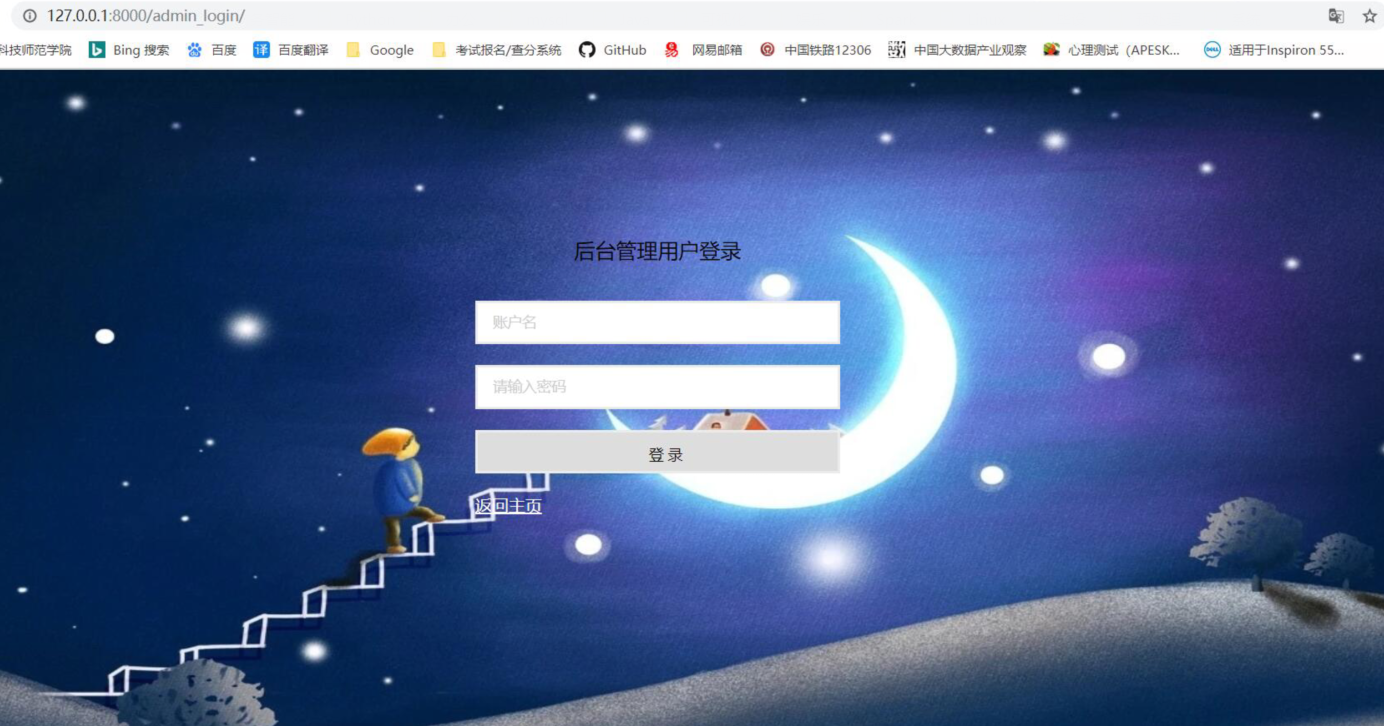 127.0.0.1:8000/admin_login/
科技师范学院 Bing 搜索 百度 译 百度翻译 Google 考试报名/查分系统 GitHub 网易邮箱 中国铁路12306 中国大数据产业观察 心理测试（APESK... 适用于Inspiron 55...
后台管理用户登录
账户名
请输入密码
登 录
返回主页